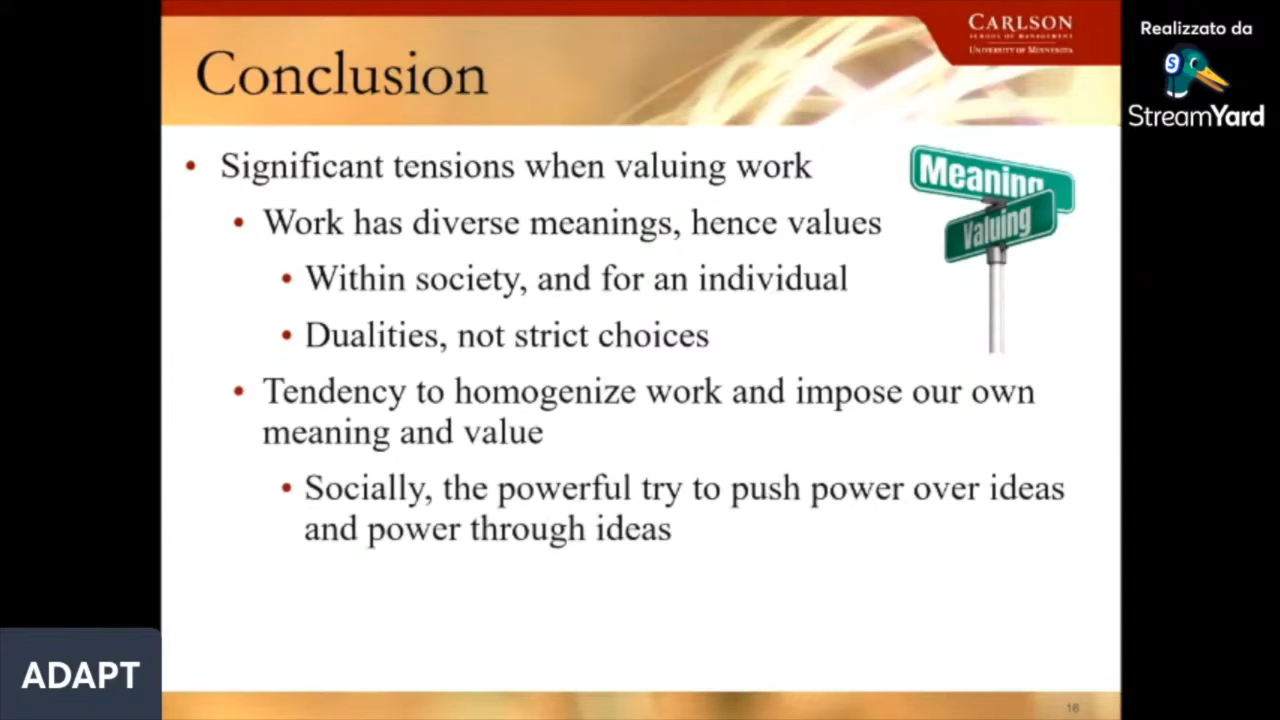 CARLSON
SCHOOL OF MANAGEMENT
UNIVERSITY OF MINNESOTA
Realizzato da
StreamYard
Conclusion
• Significant tensions when valuing work
• Work has diverse meanings, hence values
• Within society, and for an individual
• Dualities, not strict choices
• Tendency to homogenize work and impose our own
meaning and value
• Socially, the powerful try to push power over ideas
and power through ideas
Meaning
Valuing
ADAPT
16